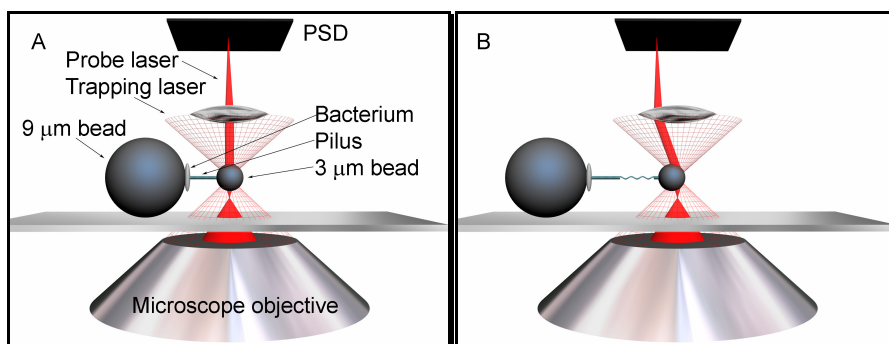 A
PSD
Probe laser
Trapping laser
9 μm bead
Bacterium
Pilus
3 μm bead
Microscope objective
B